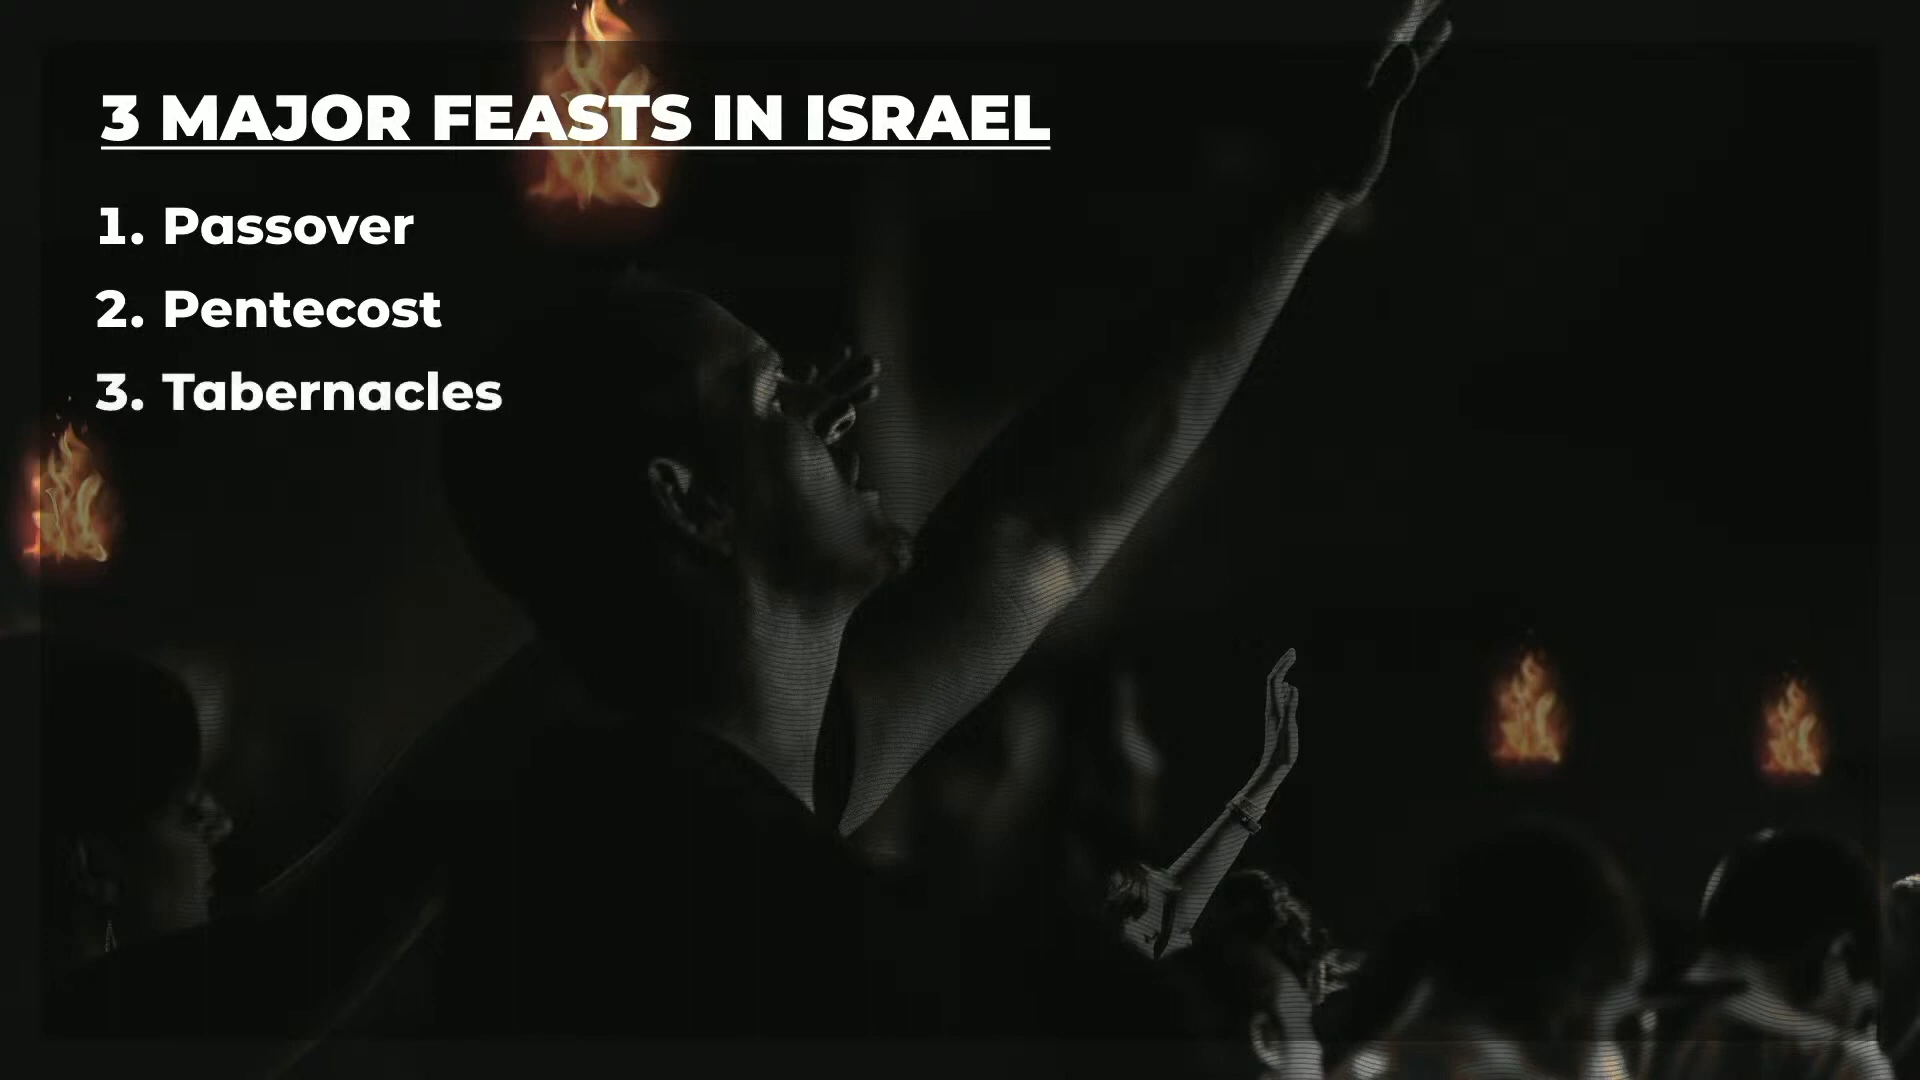 3 MAJOR FEASTS IN ISRAEL
1. Passover
2. Pentecost
3. Tabernacles